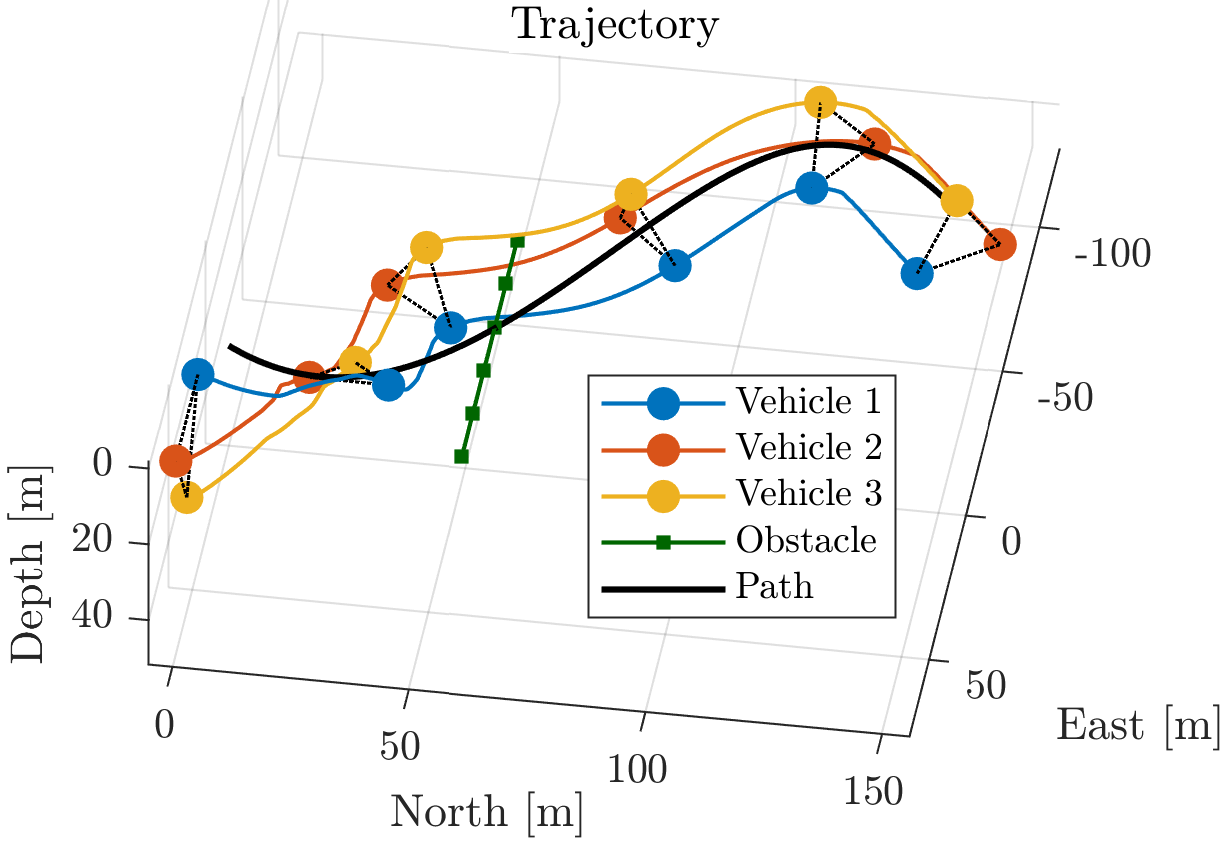 Trajectory
-100
-50
0
50
East [m]
Vehicle 1
Vehicle 2
Vehicle 3
Obstacle
Path
Depth [m]
0
20
40
0
50
100
150
North [m]